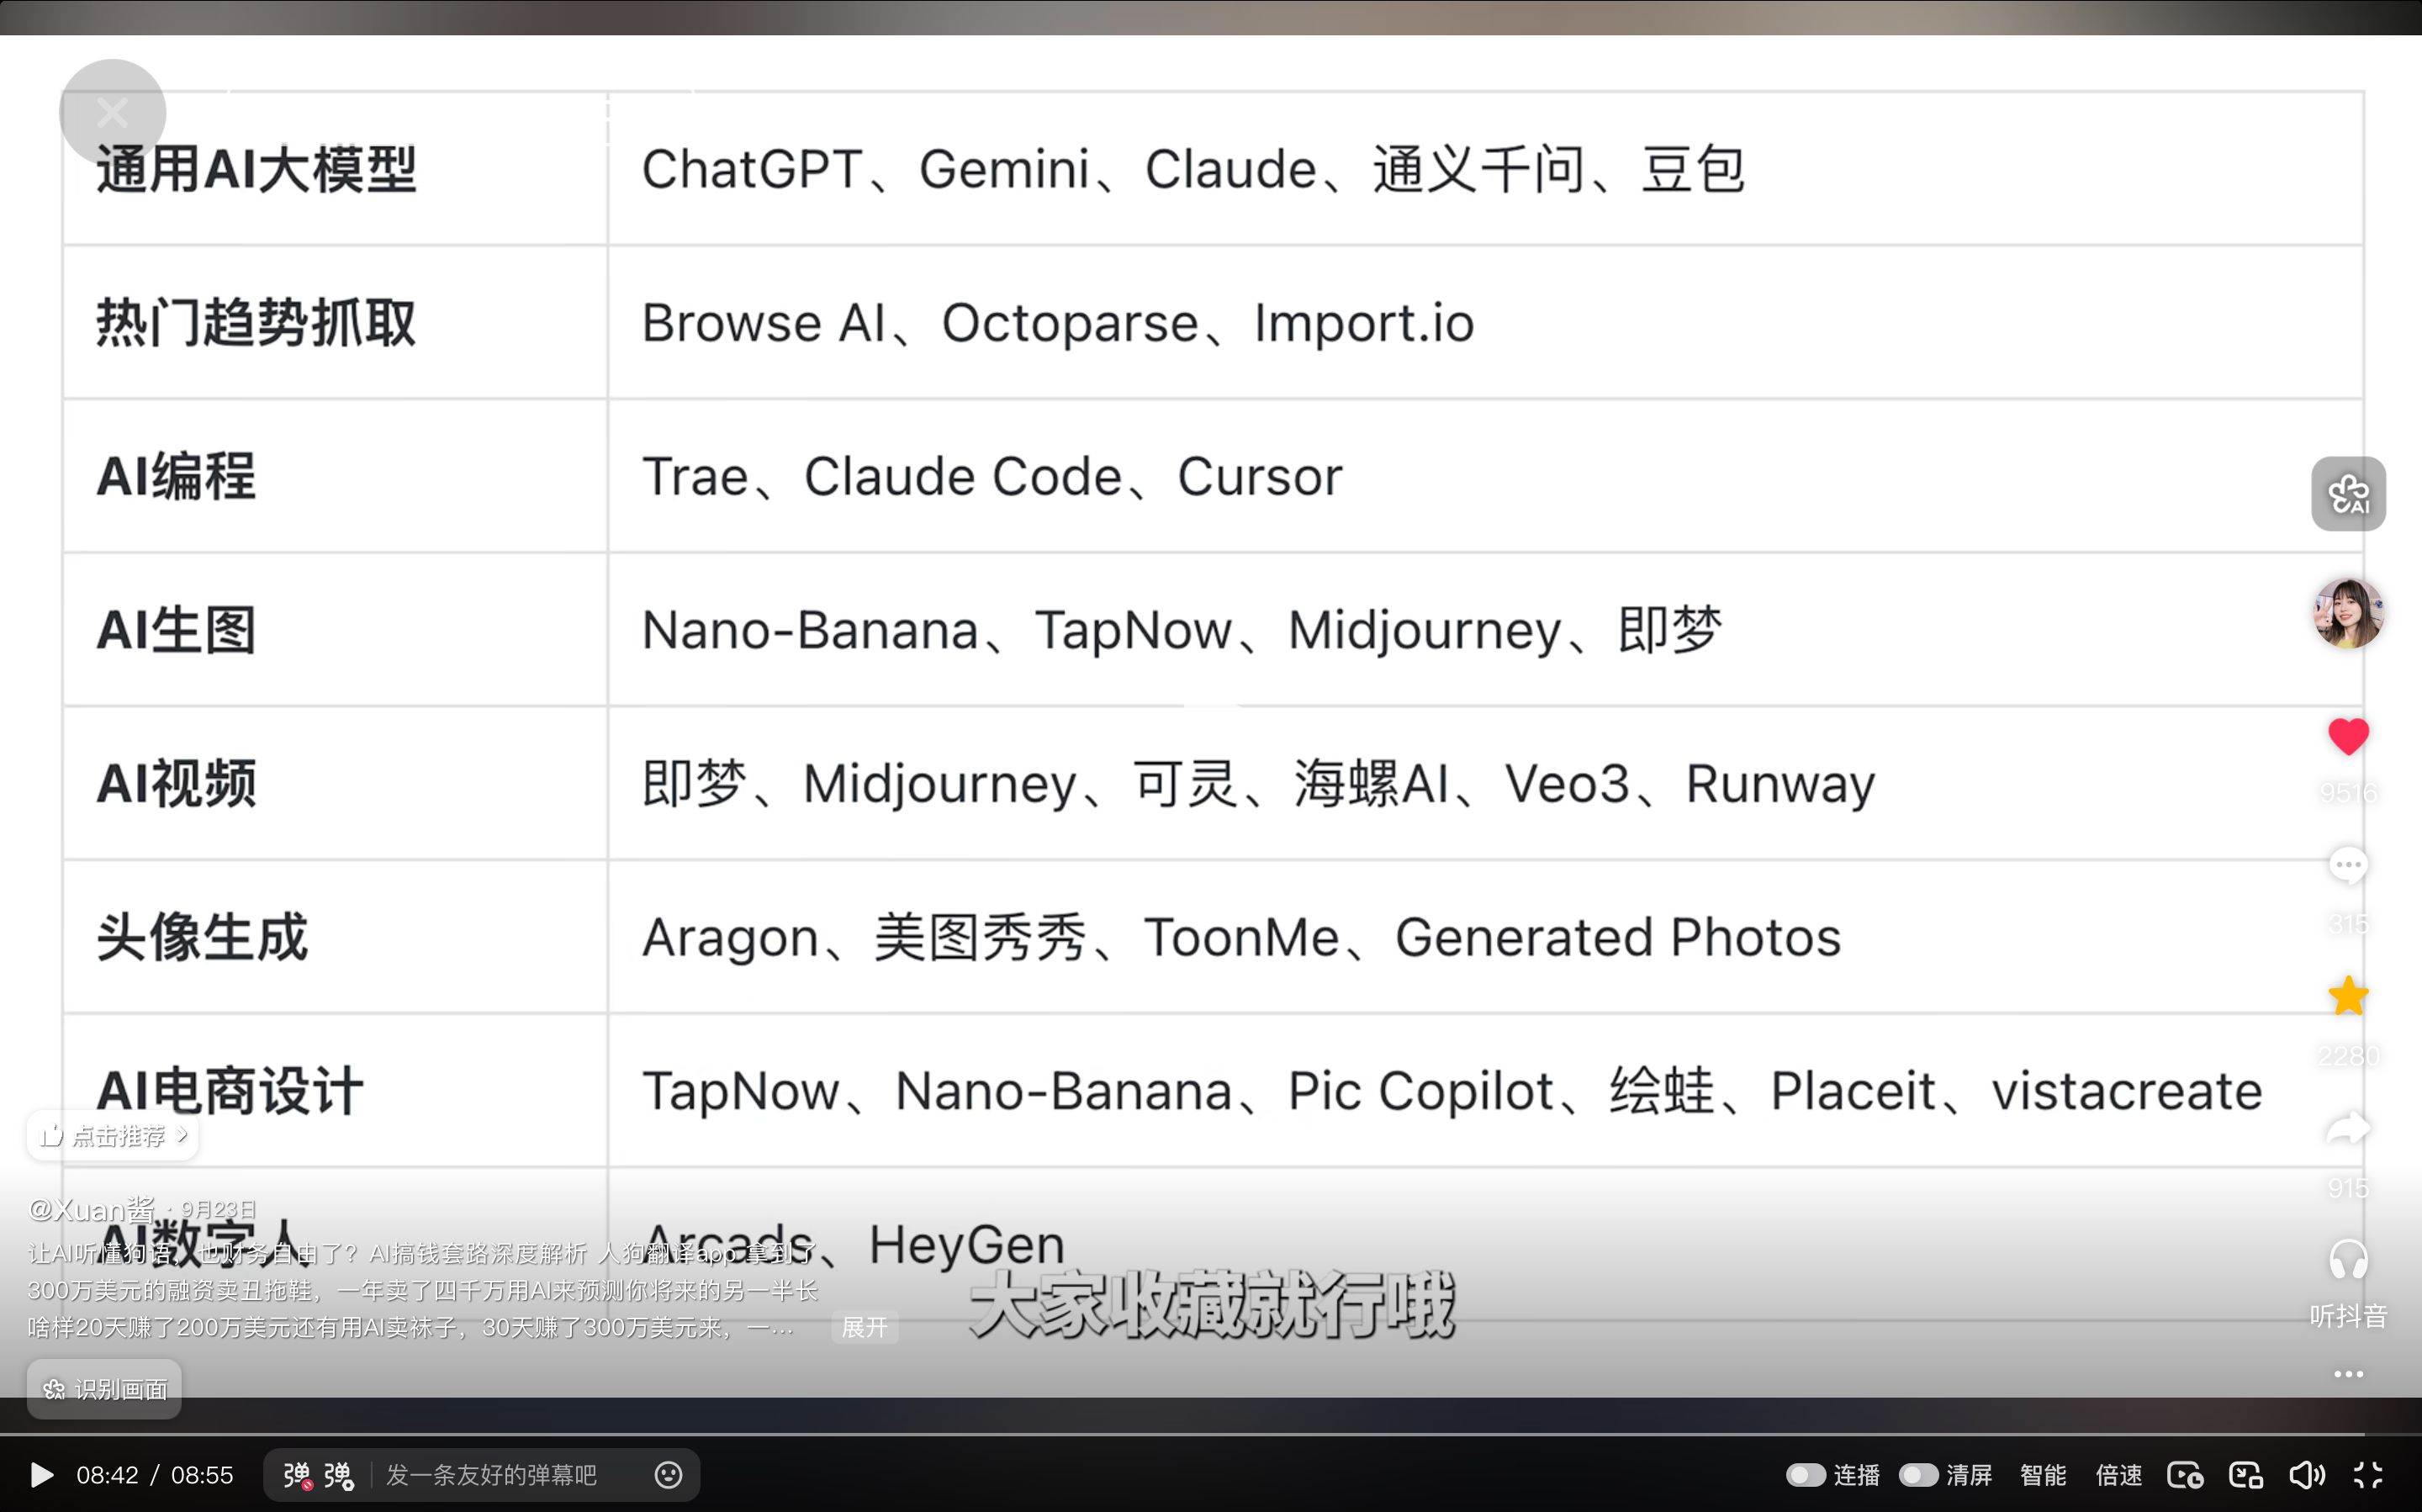 通用AI大模型
ChatGPT、Gemini、Claude、通义千问、豆包
热门趋势抓取
Browse AI、Octoparse、Import.io
AI编程
Trae、Claude Code、Cursor
AI生图
Nano-Banana、TapNow、Midjourney、即梦
AI视频
即梦、Midjourney、可灵、海螺AI、Veo3、Runway
头像生成
Aragon、美图秀秀、ToonMe、Generated Photos
AI电商设计
TapNow、Nano-Banana、Pic Copilot、绘蛙、Placeit、vistacreate
AI数字人
Arcads、HeyGen
AI
9516
315
2280
915
听抖音
点击推荐
@Xuan酱 · 9月23日
让AI听懂狗语，也财务自由了？AI搞钱套路深度解析 人狗翻译app 拿到了
300万美元的融资卖丑拖鞋，一年卖了四千万用AI来预测你将来的另一半长
啥样20天赚了200万美元还有用AI卖袜子，30天赚了300万美元来，一...
展开
大家收藏就行哦
识别画面
08:42 / 08:55
弹 弹
发一条友好的弹幕吧
连播 清屏 智能 倍速